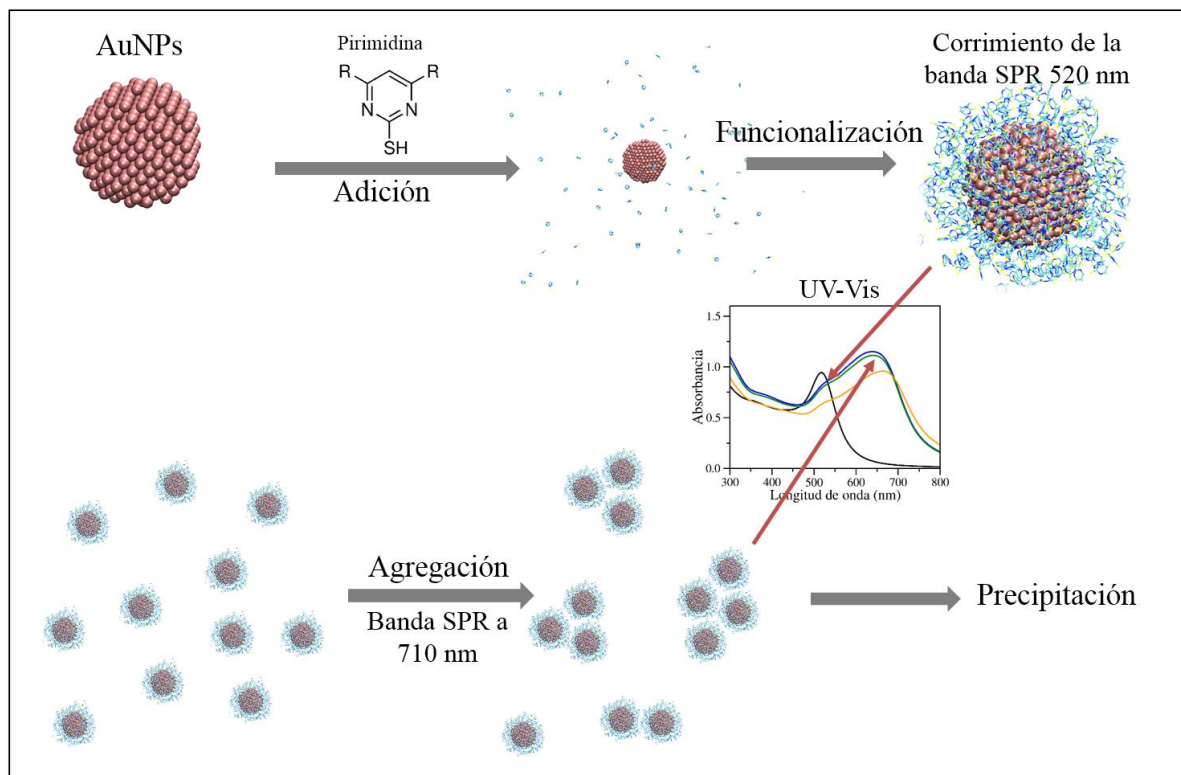 AuNPs
Pirimidina
R
R
N
N
SH
Adición
Funcionalización
Corrimiento de la
banda SPR 520 nm
UV-Vis
1.5
1.0
0.5
0.0
Absorbancia
300
400
500
600
700
800
Longitud de onda (nm)
Agregación
Banda SPR a
710 nm
Precipitación